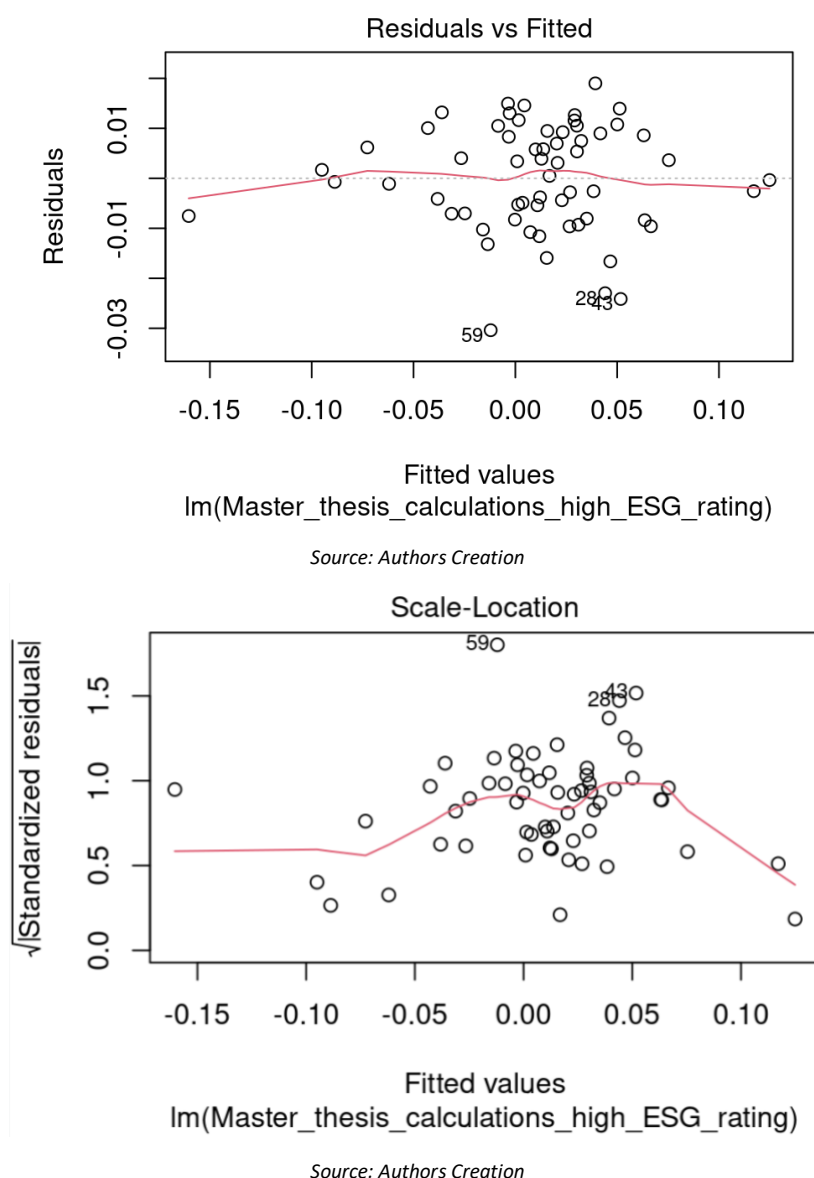 Residuals vs Fitted
Residuals
0.01
-0.01
-0.03
28
43
59
-0.15 -0.10 -0.05 0.00 0.05 0.10
Fitted values
lm(Master_thesis_calculations_high_ESG_rating)
Source: Authors Creation
Scale-Location
√|Standardized residuals|
1.5
1.0
0.5
0.0
59
43
28
-0.15 -0.10 -0.05 0.00 0.05 0.10
Fitted values
lm(Master_thesis_calculations_high_ESG_rating)
Source: Authors Creation